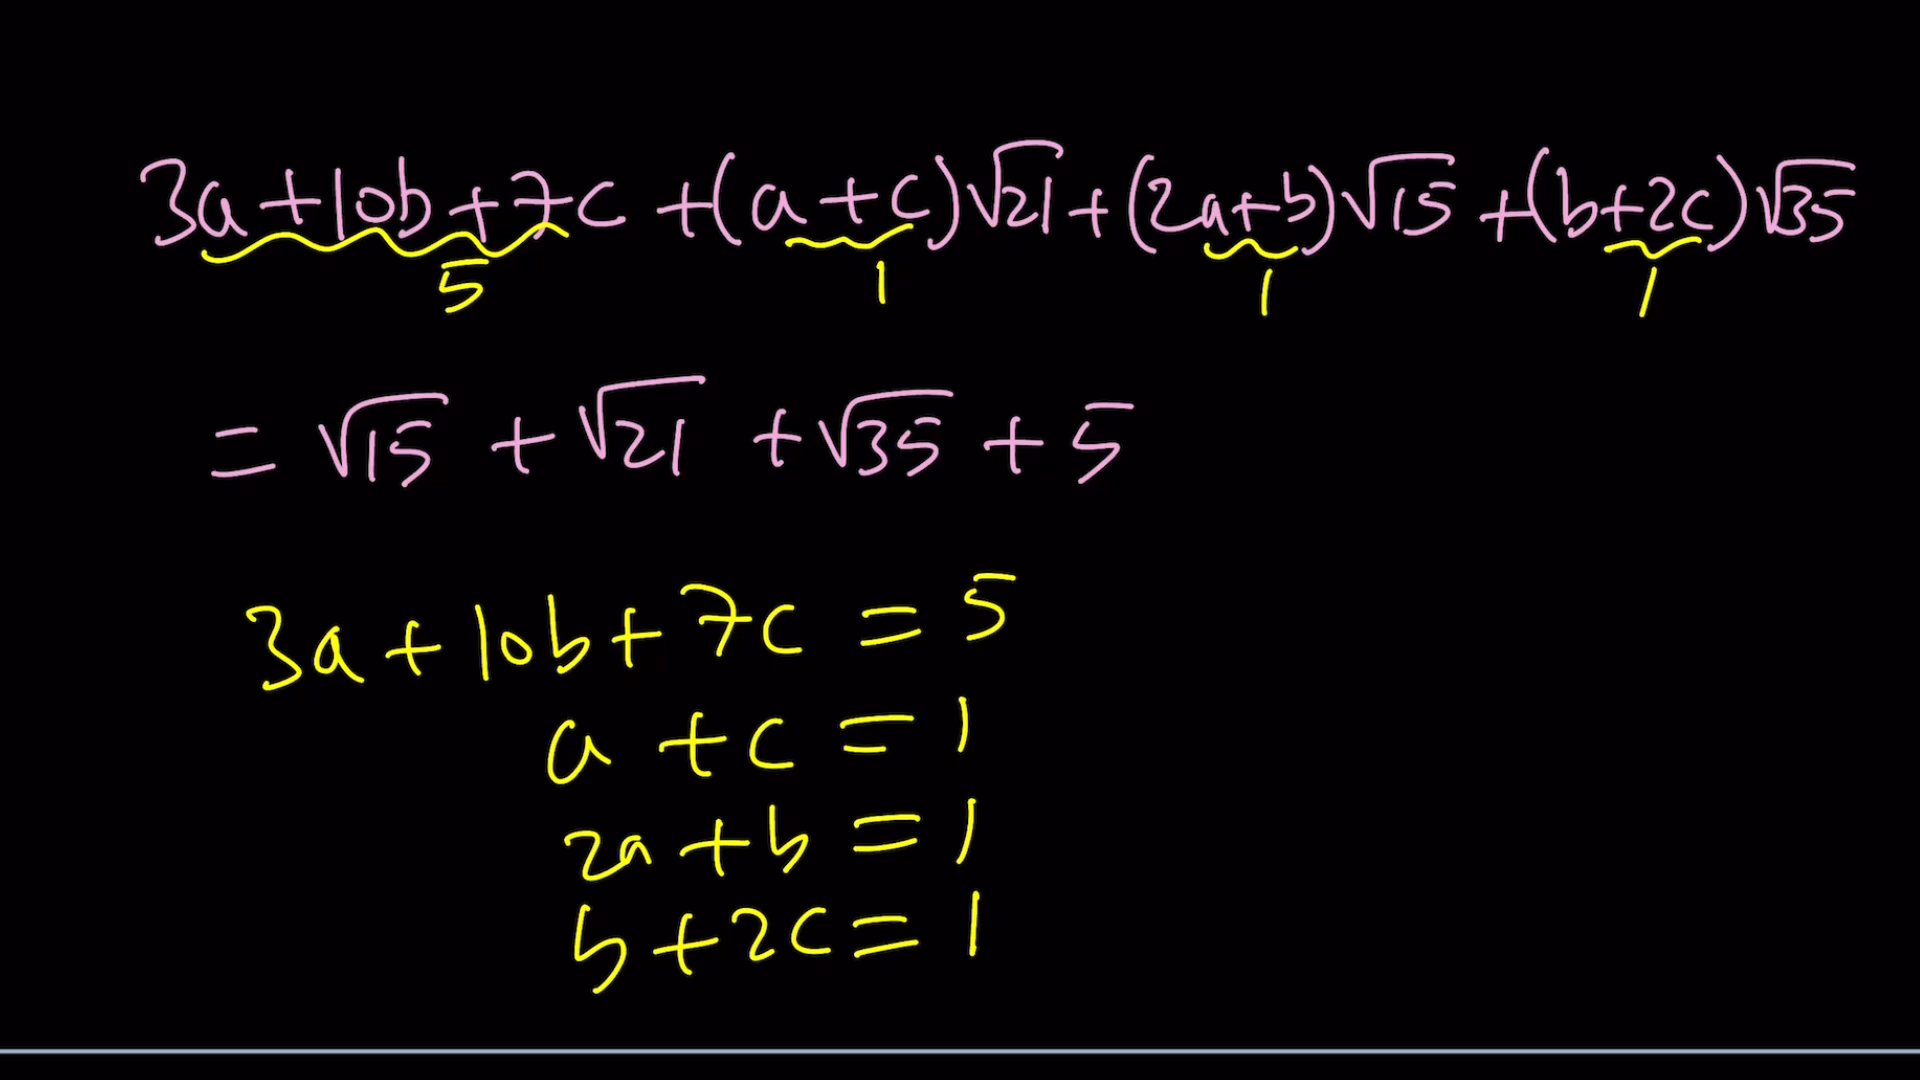 3a+10b+7c +(a+c)√21+(2a+b)√15+(b+2c)√35
5 1 1 1
= √15 + √21 + √35 + 5
3a+10b+7c = 5
a+c = 1
2a+b = 1
b+2c = 1